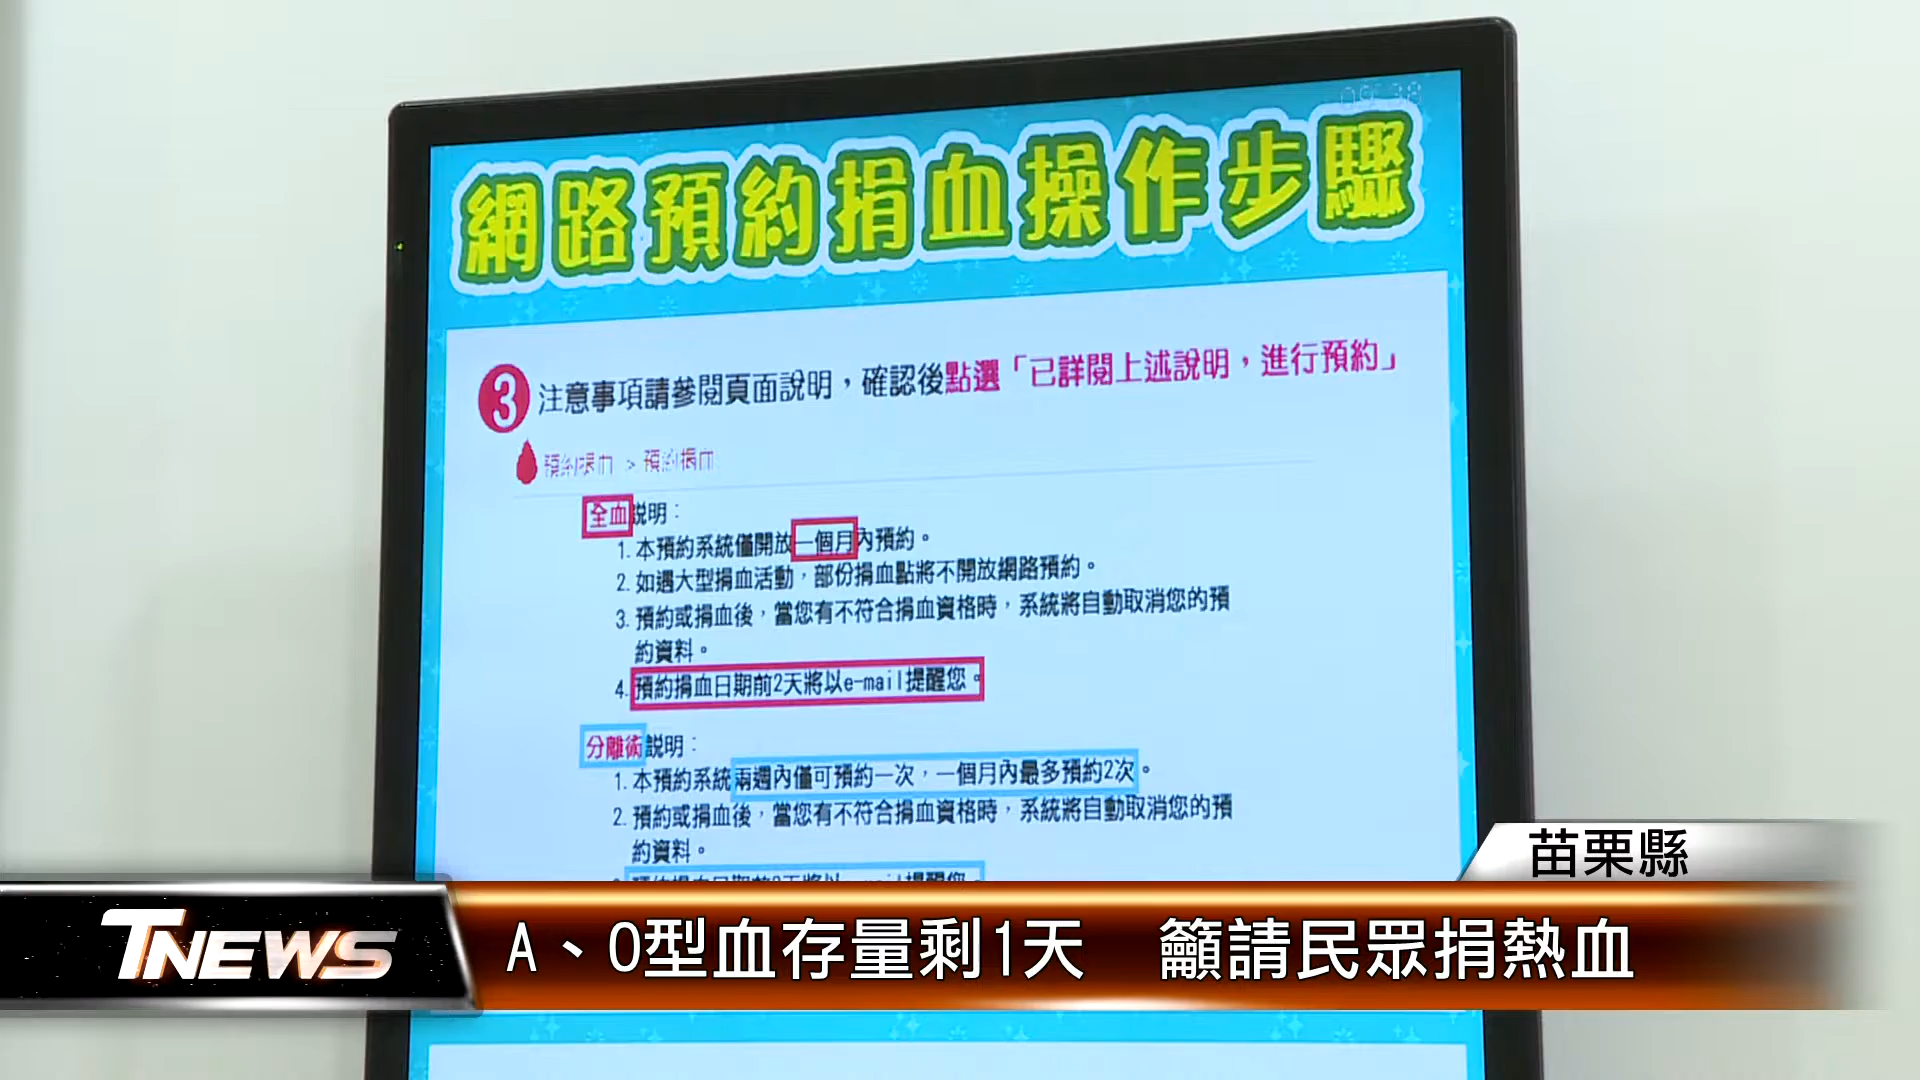 09:38
網路預約捐血操作步驟
3 注意事項請參閱頁面說明，確認後點選「已詳閱上述說明，進行預約」
預約捐血 > 預約捐血
全血說明：
1. 本預約系統僅開放一個月內預約。
2. 如遇大型捐血活動，部份捐血點將不開放網路預約。
3. 預約或捐血後，當您有不符合捐血資格時，系統將自動取消您的預
約資料。
4. 預約捐血日期前2天將以e-mail提醒您。
分離術說明：
1. 本預約系統兩週內僅可預約一次，一個月內最多預約2次。
2. 預約或捐血後，當您有不符合捐血資格時，系統將自動取消您的預
約資料。
苗栗縣
TNEWS
A、O型血存量剩1天 籲請民眾捐熱血